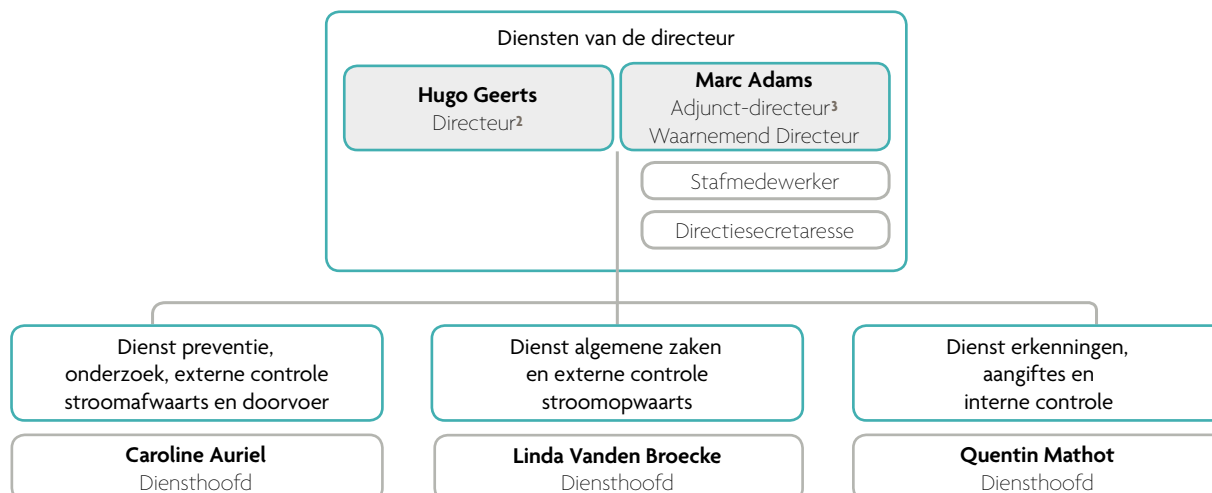 Diensten van de directeur
Hugo Geerts
Directeur²
Marc Adams
Adjunct-directeur³
Waarnemend Directeur
Stafmedewerker
Directiesecretaresse
Dienst preventie,
onderzoek, externe controle
stroomafwaarts en doorvoer
Caroline Auriel
Diensthoofd
Dienst algemene zaken
en externe controle
stroomopwaarts
Linda Vanden Broecke
Diensthoofd
Dienst erkenningen,
aangiftes en
interne controle
Quentin Mathot
Diensthoofd